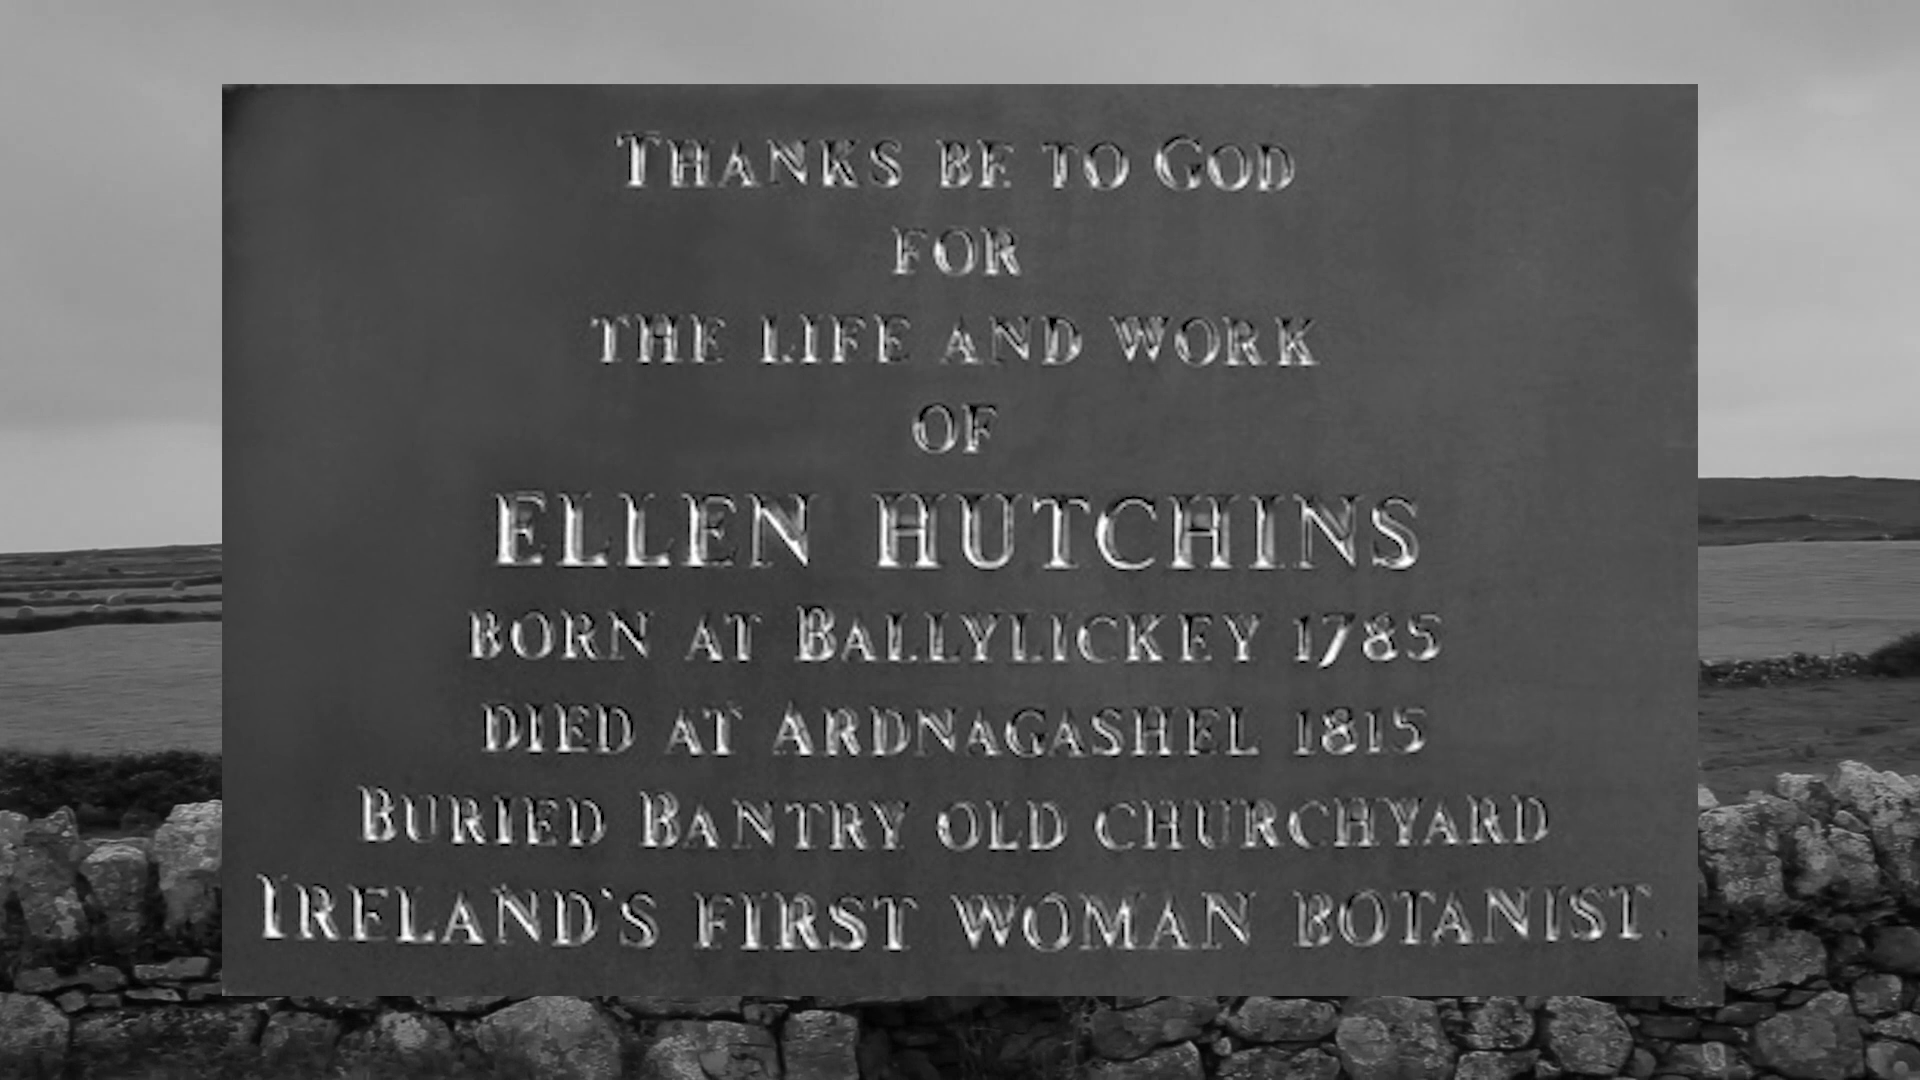 THANKS BE TO GOD
FOR
THE LIFE AND WORK
OF
ELLEN HUTCHINS
BORN AT BALLYLICKEY 1785
DIED AT ARDNAGASHEL 1815
BURIED BANTRY OLD CHURCHYARD
IRELAND'S FIRST WOMAN BOTANIST.